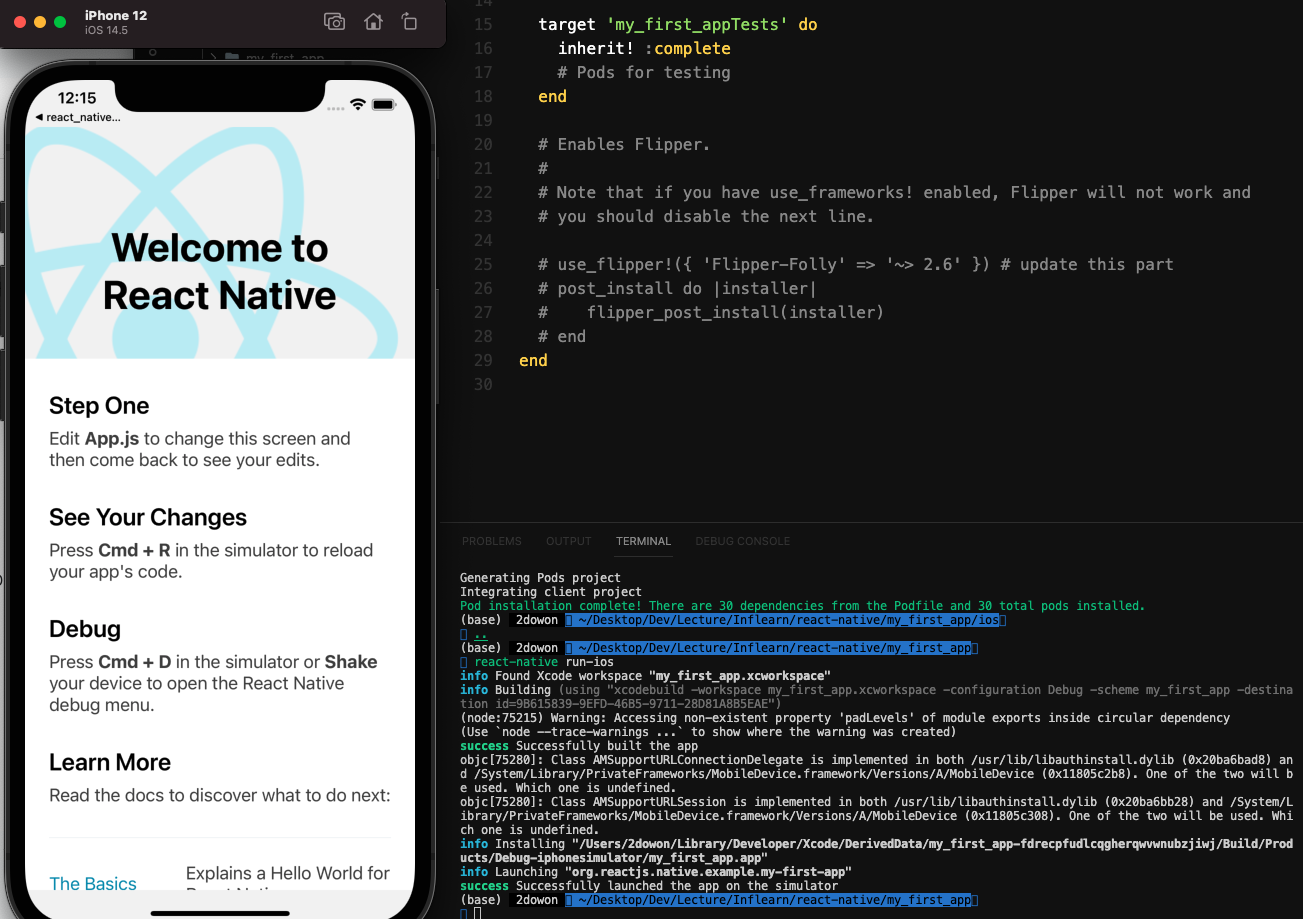 iPhone 12
iOS 14.5
my_first_app
12:15
◀ react_native...
Welcome to
React Native
Step One
Edit App.js to change this screen and
then come back to see your edits.
See Your Changes
Press Cmd + R in the simulator to reload
your app's code.
Debug
Press Cmd + D in the simulator or Shake
your device to open the React Native
debug menu.
Learn More
Read the docs to discover what to do next:
The Basics
Explains a Hello World for
React Native
14
15 target 'my_first_appTests' do
16 inherit! :complete
17 # Pods for testing
18 end
19
20 # Enables Flipper.
21 #
22 # Note that if you have use_frameworks! enabled, Flipper will not work and
23 # you should disable the next line.
24
25 # use_flipper!({ 'Flipper-Folly' => '~> 2.6' }) # update this part
26 # post_install do |installer|
27 #    flipper_post_install(installer)
28 # end
29 end
30
PROBLEMS OUTPUT TERMINAL DEBUG CONSOLE
Generating Pods project
Integrating client project
Pod installation complete! There are 30 dependencies from the Podfile and 30 total pods installed.
(base) 2dowon ~/Desktop/Dev/Lecture/Inflearn/react-native/my_first_app/ios
..
(base) 2dowon ~/Desktop/Dev/Lecture/Inflearn/react-native/my_first_app
react-native run-ios
info Found Xcode workspace "my_first_app.xcworkspace"
info Building (using "xcodebuild -workspace my_first_app.xcworkspace -configuration Debug -scheme my_first_app -destina
tion id=9B615839-9EFD-46B5-9711-28D81A8B5EAE")
(node:75215) Warning: Accessing non-existent property 'padLevels' of module exports inside circular dependency
(Use `node --trace-warnings ...` to show where the warning was created)
success Successfully built the app
objc[75280]: Class AMSupportURLConnectionDelegate is implemented in both /usr/lib/libauthinstall.dylib (0x20ba6bad8) an
d /System/Library/PrivateFrameworks/MobileDevice.framework/Versions/A/MobileDevice (0x11805c2b8). One of the two will b
e used. Which one is undefined.
objc[75280]: Class AMSupportURLSession is implemented in both /usr/lib/libauthinstall.dylib (0x20ba6bb28) and /System/L
ibrary/PrivateFrameworks/MobileDevice.framework/Versions/A/MobileDevice (0x11805c308). One of the two will be used. Whi
ch one is undefined.
info Installing "/Users/2dowon/Library/Developer/Xcode/DerivedData/my_first_app-fdrecpfudlcqgherqwvwnubzjiwj/Build/Prod
ucts/Debug-iphonesimulator/my_first_app.app"
info Launching "org.reactjs.native.example.my-first-app"
success Successfully launched the app on the simulator
(base) 2dowon ~/Desktop/Dev/Lecture/Inflearn/react-native/my_first_app